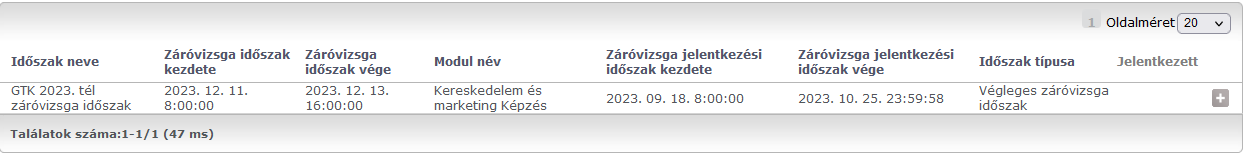 1 Oldalméret 20
Időszak neve Záróvizsga időszak kezdete Záróvizsga időszak vége Modul név Záróvizsga jelentkezési időszak kezdete Záróvizsga jelentkezési időszak vége Időszak típusa Jelentkezett
GTK 2023. tél záróvizsga időszak 2023. 12. 11. 8:00:00 2023. 12. 13. 16:00:00 Kereskedelem és marketing Képzés 2023. 09. 18. 8:00:00 2023. 10. 25. 23:59:58 Végleges záróvizsga időszak
Találatok száma:1-1/1 (47 ms)